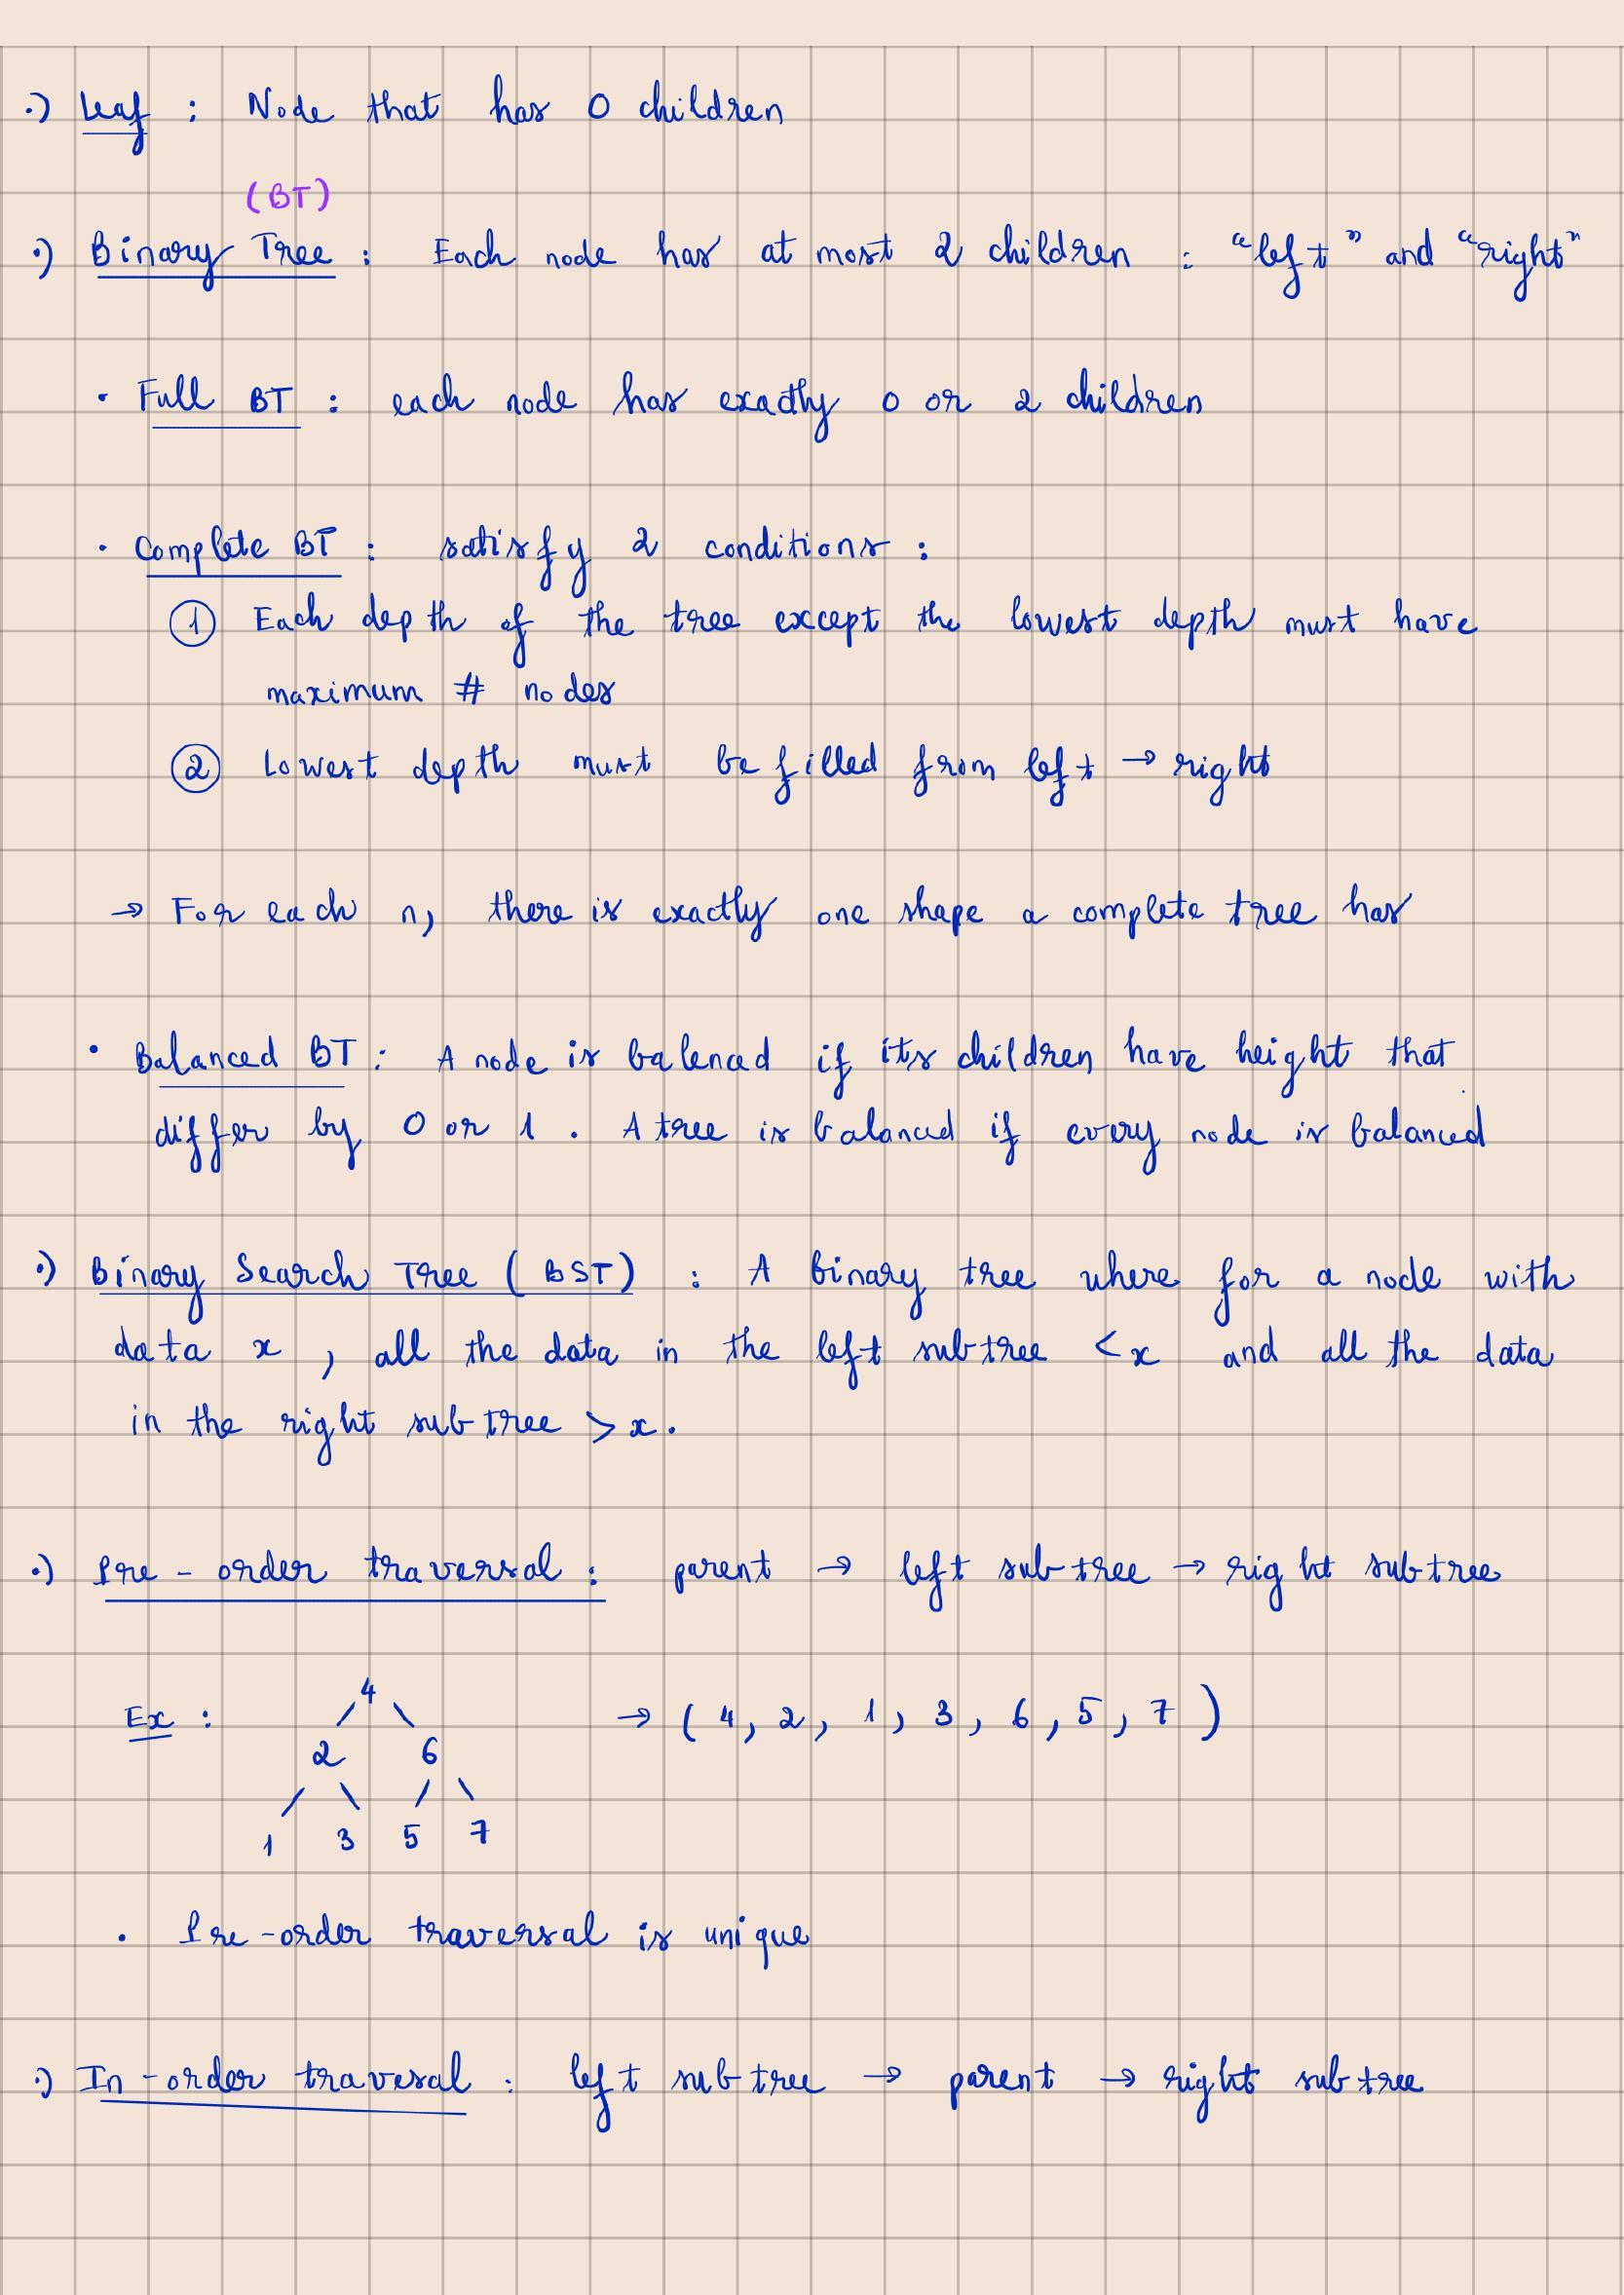 ·) Leaf : Node that has 0 children
(BT)
·) Binary Tree : Each node has at most 2 children : "left" and "right"
· Full BT : each node has exactly 0 or 2 children
· Complete BT : satisfy 2 conditions :
① Each depth of the tree except the lowest depth must have
maximum # nodes
② Lowest depth must be filled from left → right
→ For each n, there is exactly one shape a complete tree has
· Balanced BT : A node is balenced if its children have height that
differ by 0 or 1 . A tree is balanced if every node is balanced
·) Binary Search Tree (BST) : A binary tree where for a node with
data x , all the data in the left subtree < x and all the data
in the right subtree > x.
·) Pre - order traversal : parent → left subtree → right subtree
Ex : → ( 4, 2, 1, 3, 6, 5, 7 )
4
2 6
1 3 5 7
· Pre-order traversal is unique
·) In-order travesal : left subtree → parent → right subtree